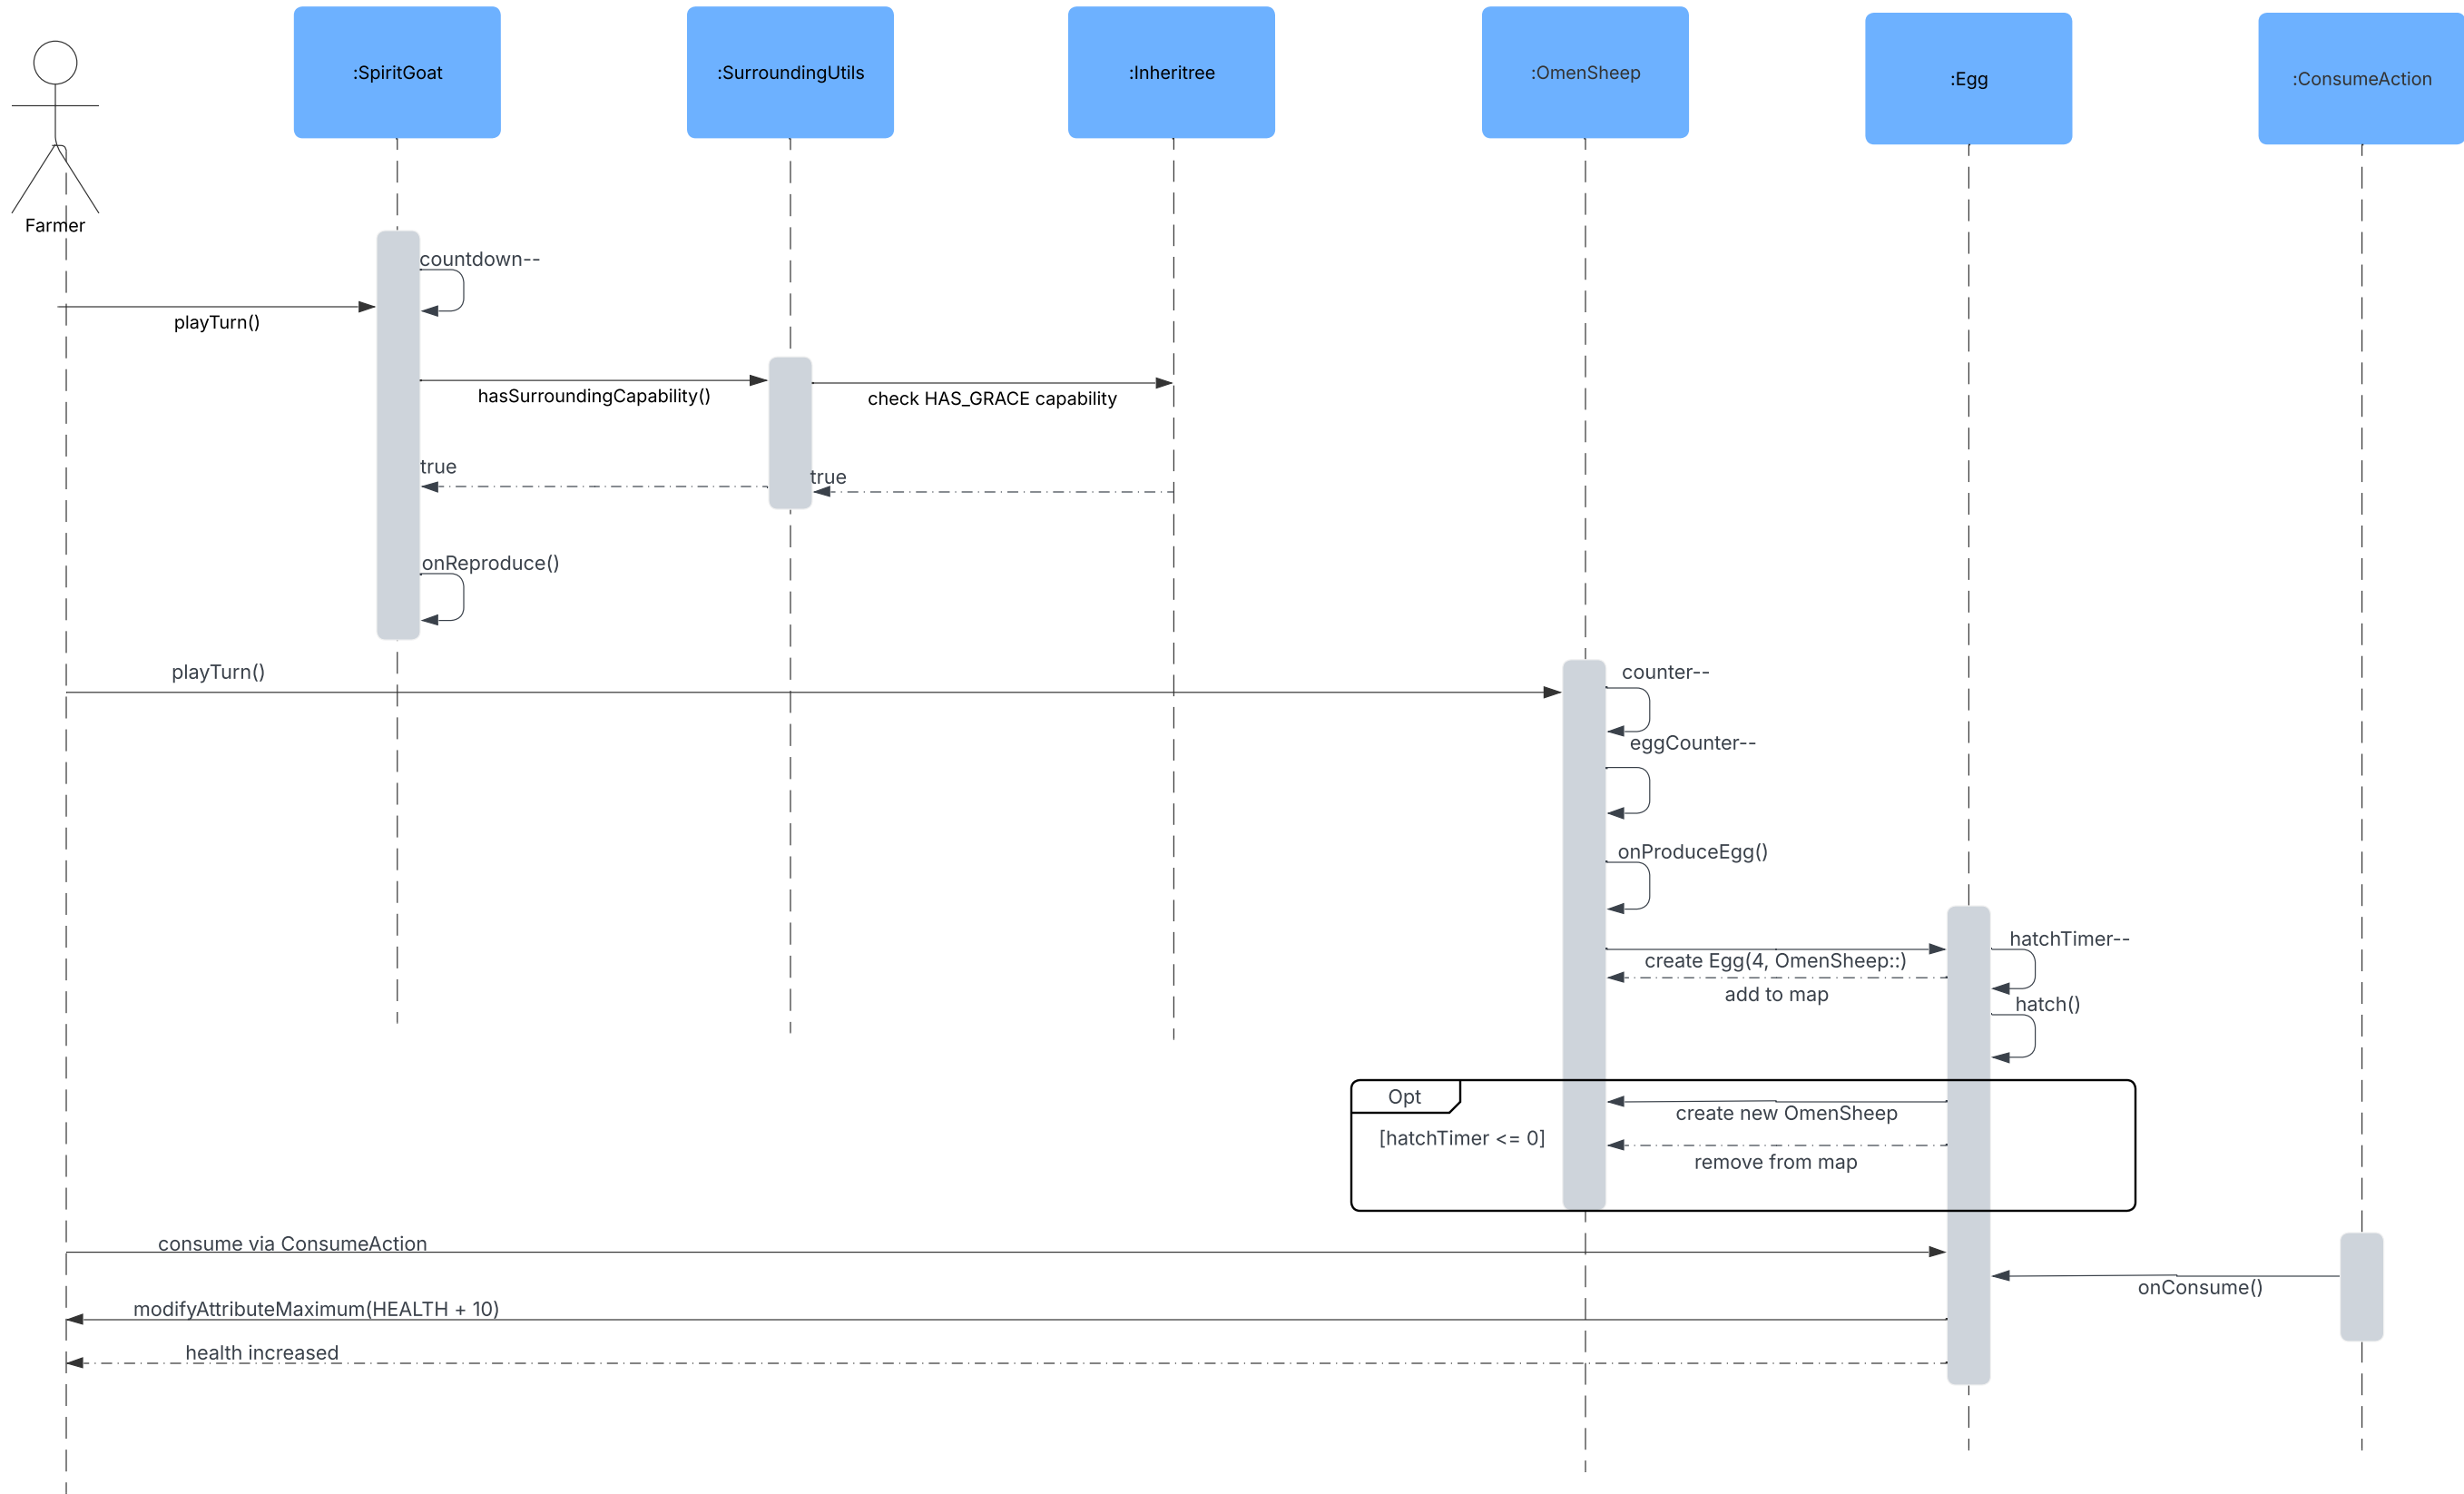 :SpiritGoat
:SurroundingUtils
:Inheritree
:OmenSheep
:Egg
:ConsumeAction
Farmer
countdown--
playTurn()
hasSurroundingCapability()
check HAS_GRACE capability
true
true
onReproduce()
playTurn()
counter--
eggCounter--
onProduceEgg()
hatchTimer--
create Egg(4, OmenSheep::)
add to map
hatch()
Opt
create new OmenSheep
[hatchTimer <= 0]
remove from map
consume via ConsumeAction
onConsume()
modifyAttributeMaximum(HEALTH + 10)
health increased